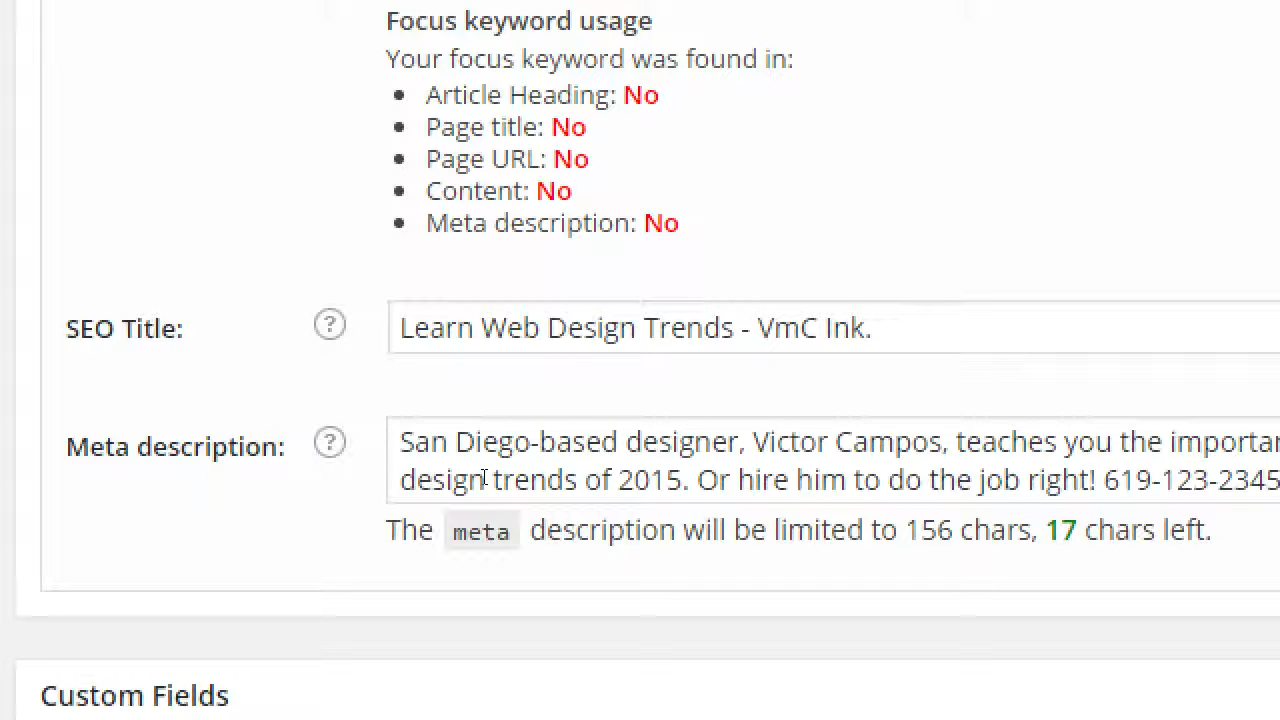 Focus keyword usage
Your focus keyword was found in:
Article Heading: No
Page title: No
Page URL: No
Content: No
Meta description: No
SEO Title: ? Learn Web Design Trends - VmC Ink.
Meta description: ? San Diego-based designer, Victor Campos, teaches you the
design trends of 2015. Or hire him to do the job right! 619-123-2345
The meta description will be limited to 156 chars, 17 chars left.
Custom Fields